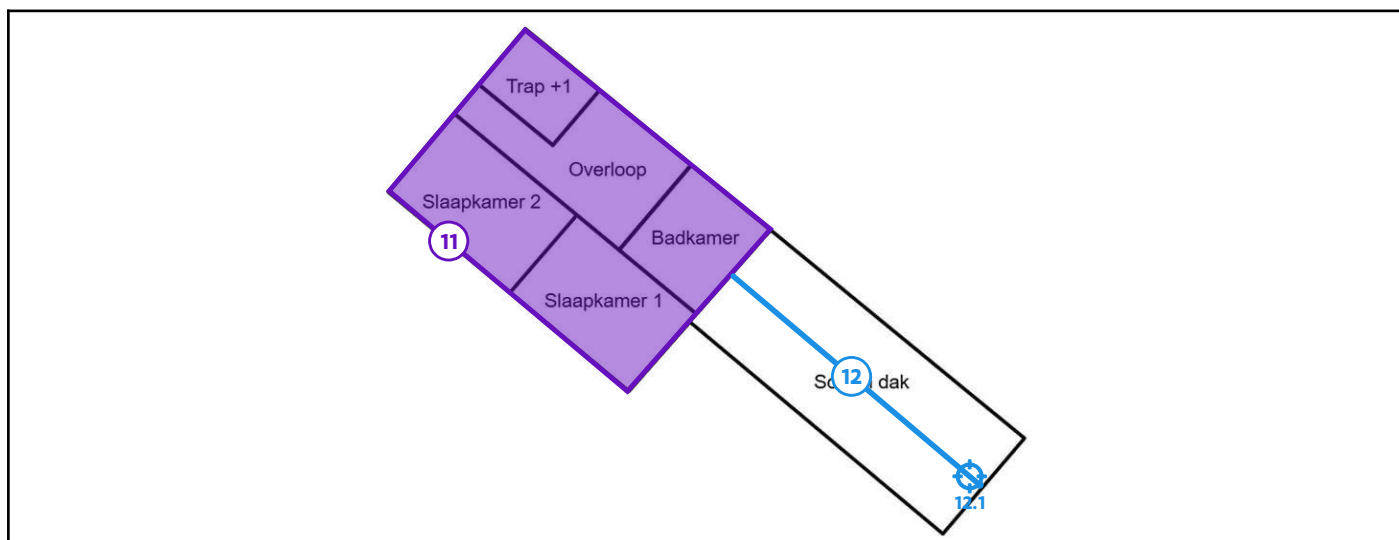 Trap +1
Overloop
Slaapkamer 2
Badkamer
11
Slaapkamer 1
12
dak
12.1